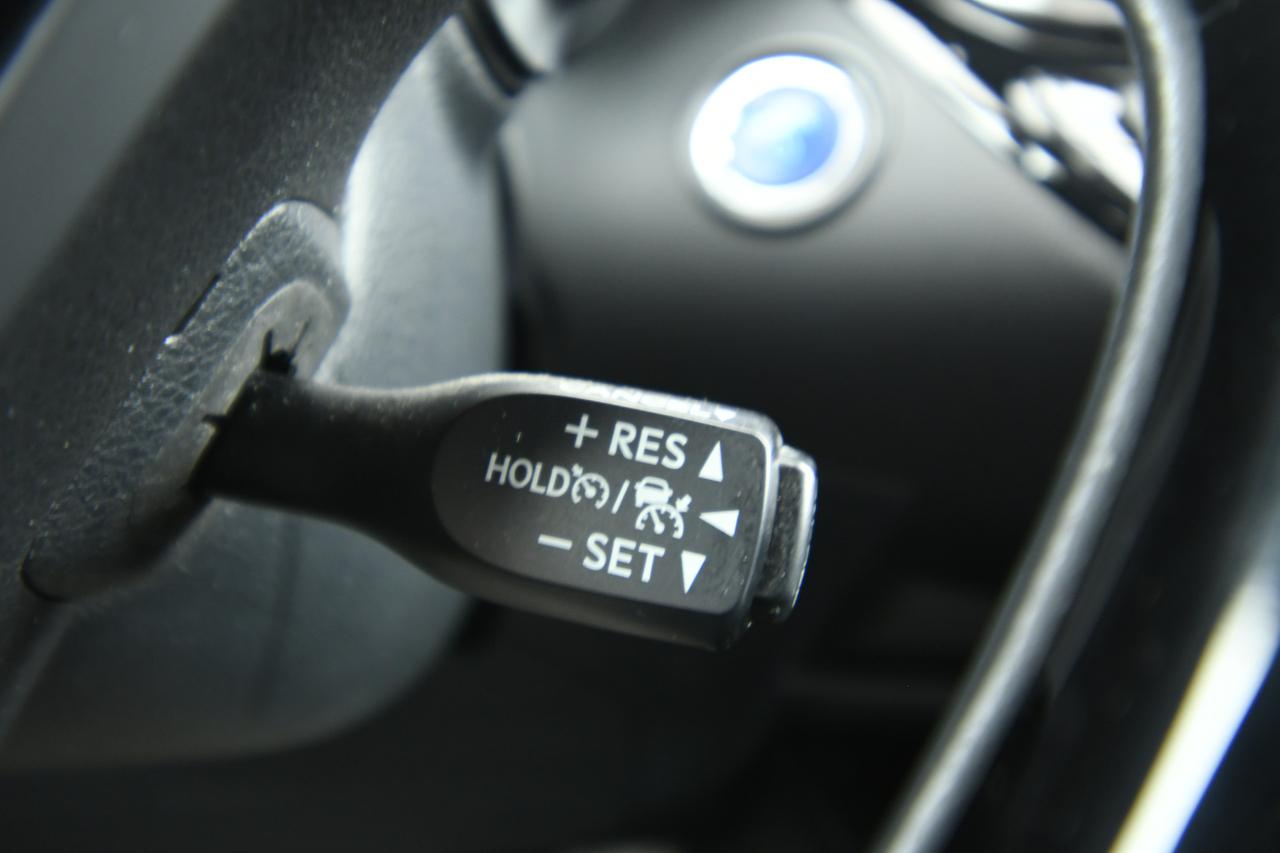 + RES ▲
HOLD / ◀
− SET ▼